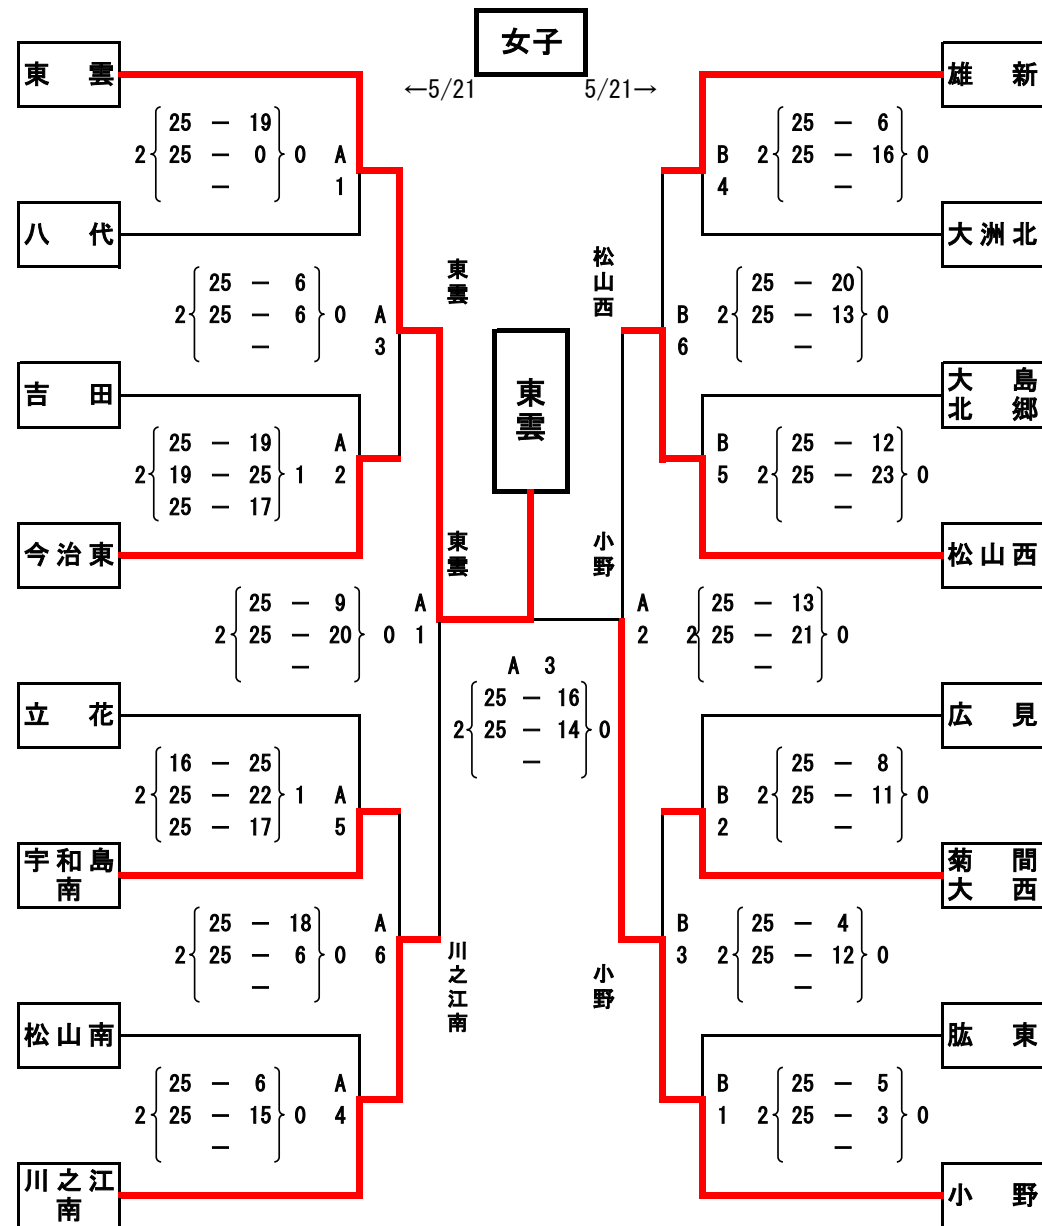 女子
←5/21 5/21→
東 雲
雄 新
25 － 19
2 25 － 0 0 A
－ 1
25 － 6
B 2 25 － 16 0
4 －
八 代
大洲北
25 － 6
2 25 － 6 0 A
－ 3
東雲
松山西
25 － 20
B 2 25 － 13 0
6 －
吉 田
大 島
北 郷
東雲
25 － 19 A
2 19 － 25 1 2
25 － 17
B 25 － 12
5 2 25 － 23 0
－
今治東
松山西
東雲
小野
25 － 9 A
2 25 － 20 0 1
－
A 25 － 13
2 2 25 － 21 0
－
A 3
25 － 16
2 25 － 14 0
－
立 花
広 見
16 － 25
2 25 － 22 1 A
25 － 17 5
25 － 8
B 2 25 － 11 0
2 －
宇和島
南
菊 間
大 西
25 － 18 A
2 25 － 6 0 6
－
川之江南
小野
B 25 － 4
3 2 25 － 12 0
－
松山南
肱 東
25 － 6 A
2 25 － 15 0 4
－
B 25 － 5
1 2 25 － 3 0
－
川之江
南
小 野